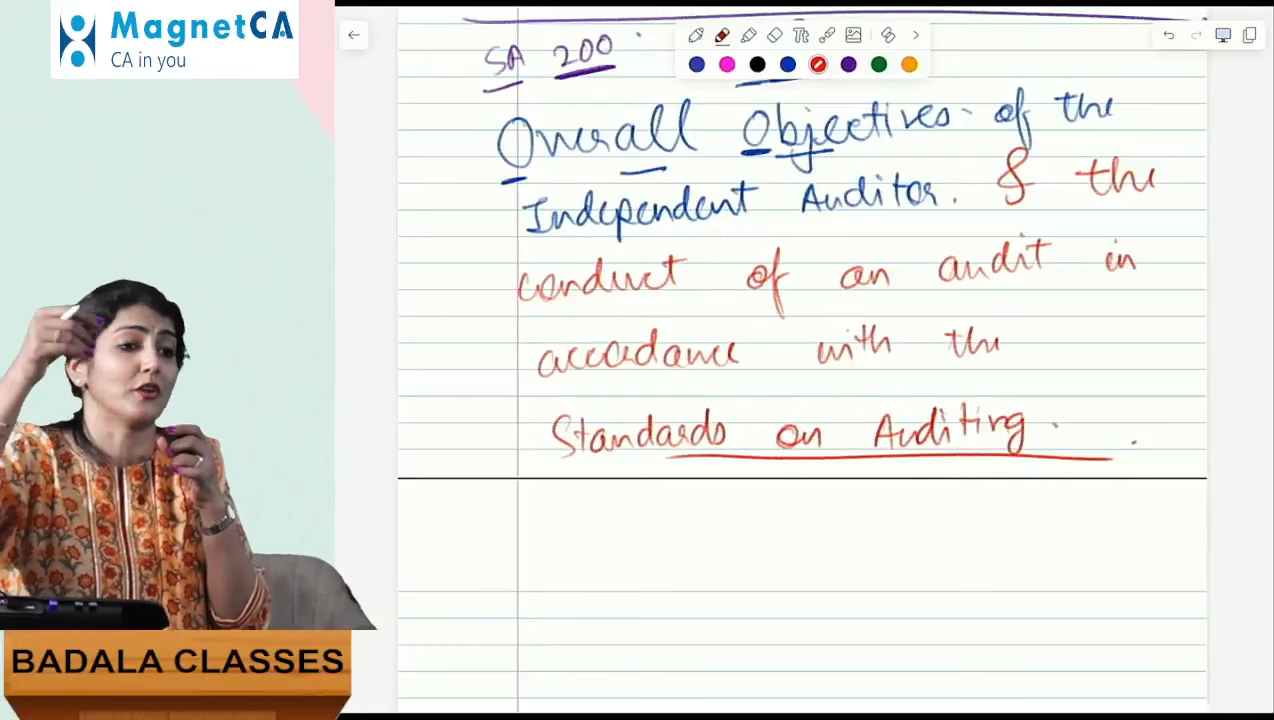 MagnetCA
CA in you
SA 200
Overall Objectives of the
Independent Auditor. & the
conduct of an audit in
accordance with the
Standards on Auditing.
BADALA CLASSES